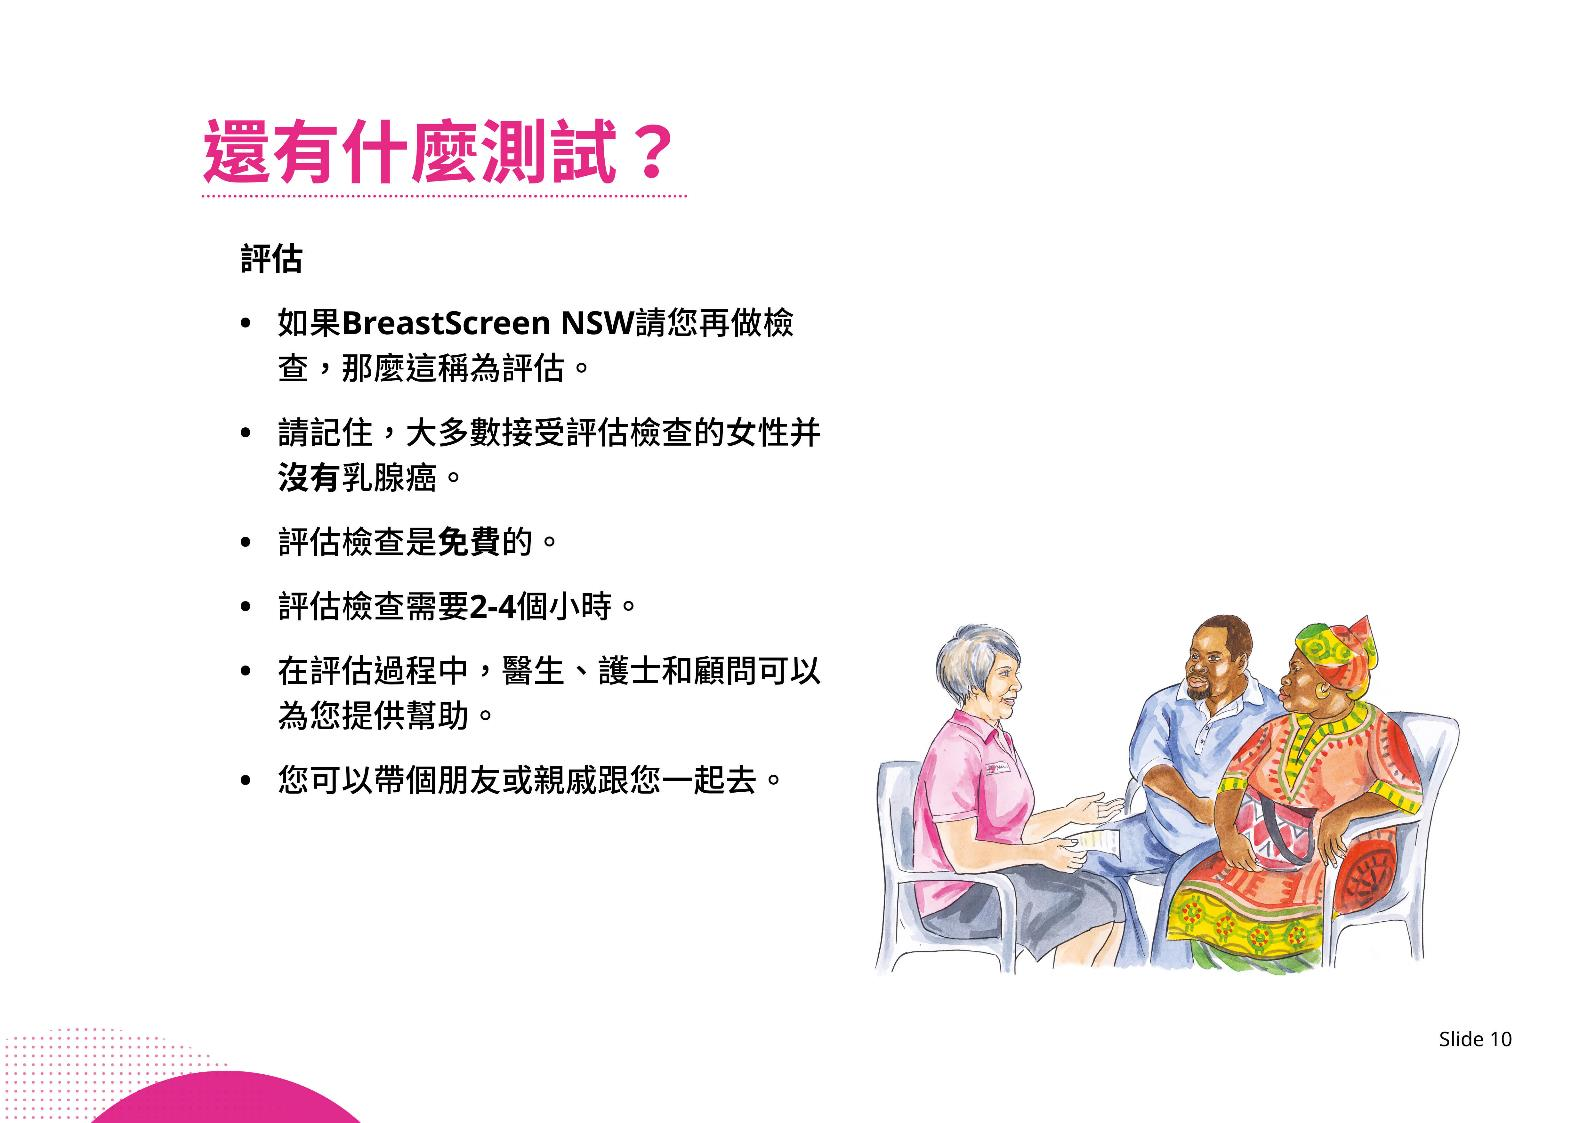 還有什麼測試？
評估
• 如果BreastScreen NSW請您再做檢
查，那麼這稱為評估。
• 請記住，大多數接受評估檢查的女性并
沒有乳腺癌。
• 評估檢查是免費的。
• 評估檢查需要2-4個小時。
• 在評估過程中，醫生、護士和顧問可以
為您提供幫助。
• 您可以帶個朋友或親戚跟您一起去。
Slide 10